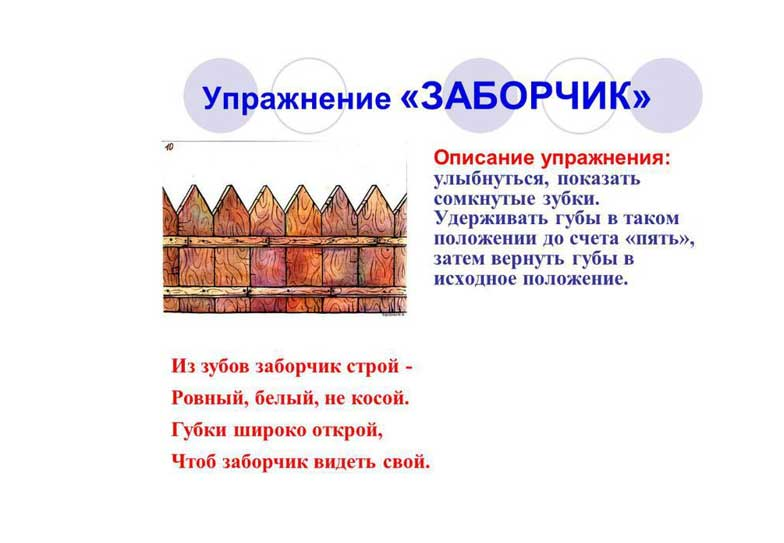 Упражнение «ЗАБОРЧИК»
10
Описание упражнения:
улыбнуться, показать
сомкнутые зубки.
Удерживать губы в таком
положении до счета «пять»,
затем вернуть губы в
исходное положение.
Из зубов заборчик строй -
Ровный, белый, не косой.
Губки широко открой,
Чтоб заборчик видеть свой.